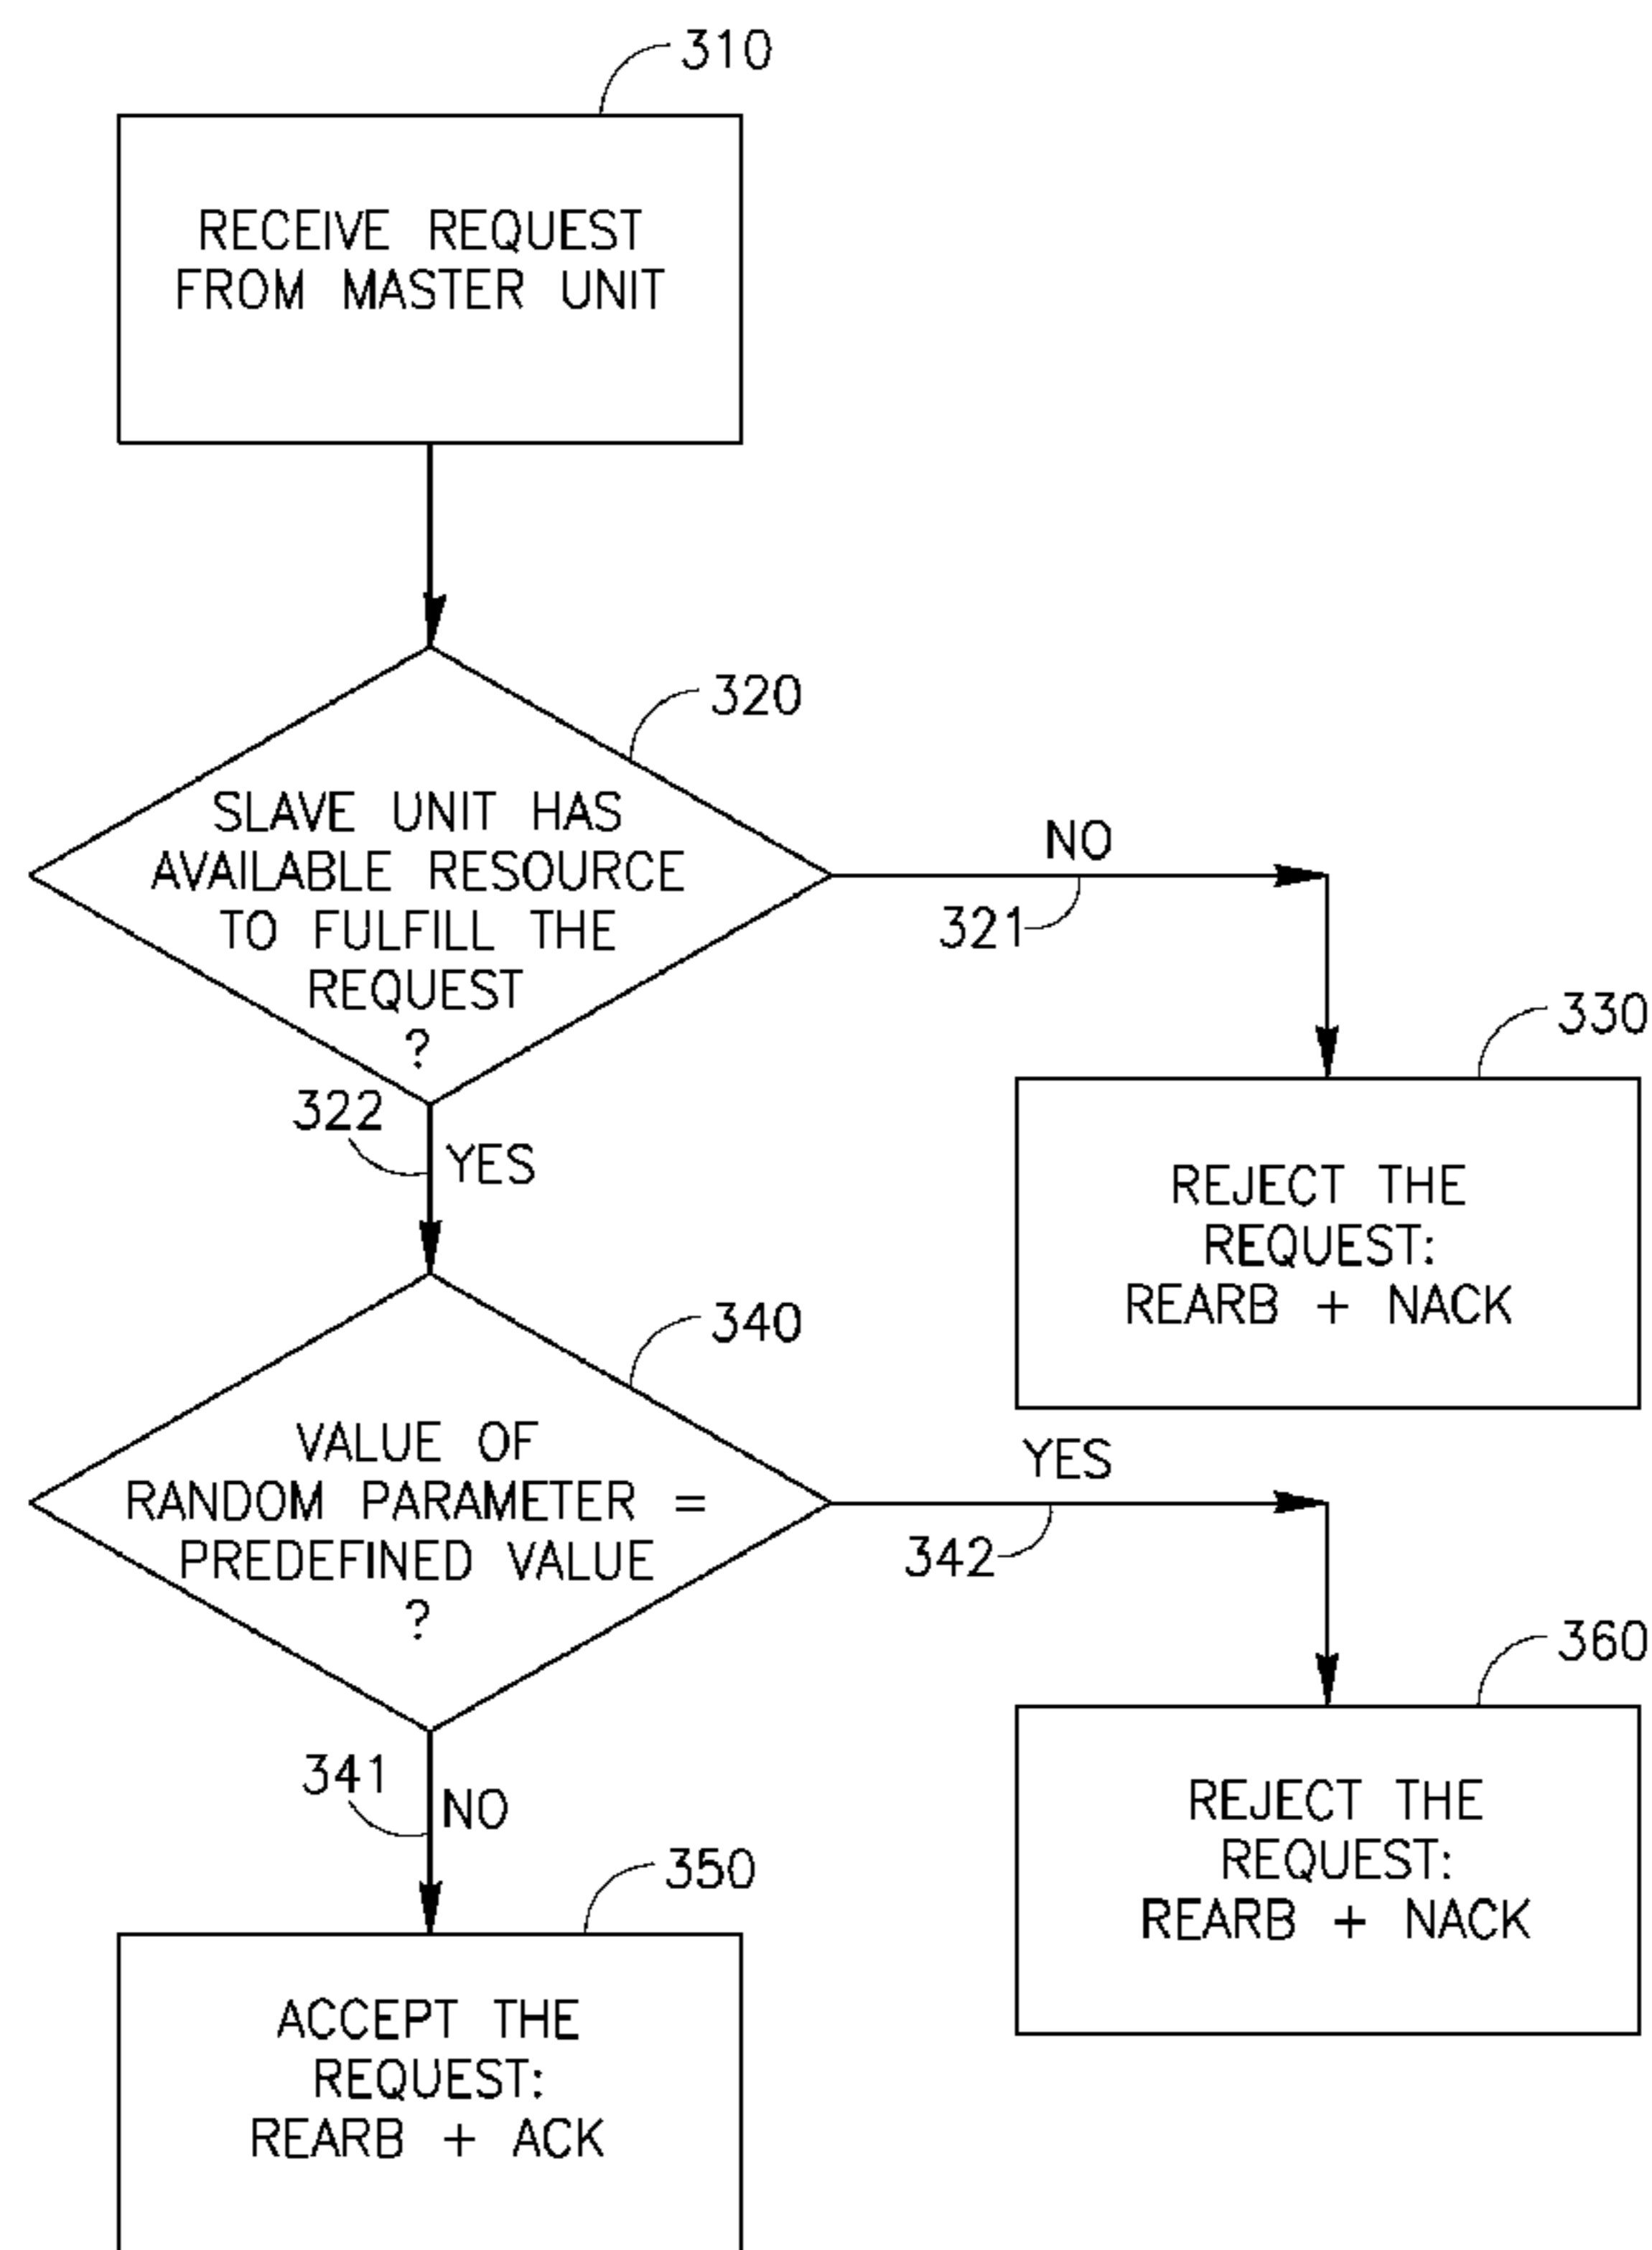 310
RECEIVE REQUEST
FROM MASTER UNIT
320
SLAVE UNIT HAS
AVAILABLE RESOURCE
TO FULFILL THE
REQUEST
?
NO
321
322
YES
330
REJECT THE
REQUEST:
REARB + NACK
340
VALUE OF
RANDOM PARAMETER =
PREDEFINED VALUE
?
YES
342
341
NO
360
REJECT THE
REQUEST:
REARB + NACK
350
ACCEPT THE
REQUEST:
REARB + ACK